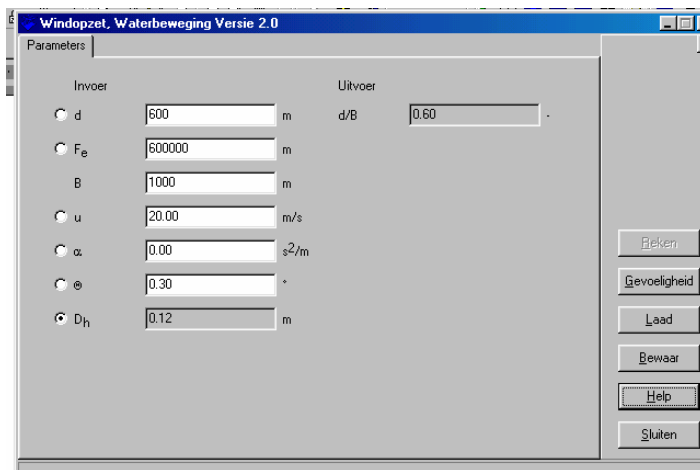 Windopzet, Waterbeweging Versie 2.0
Parameters
Invoer Uitvoer
d 600 m d/B 0.60 -
Fe 600000 m
B 1000 m
u 20.00 m/s
α 0.00 s2/m
Θ 0.30 °
Dh 0.12 m
Reken
Gevoeligheid
Laad
Bewaar
Help
Sluiten